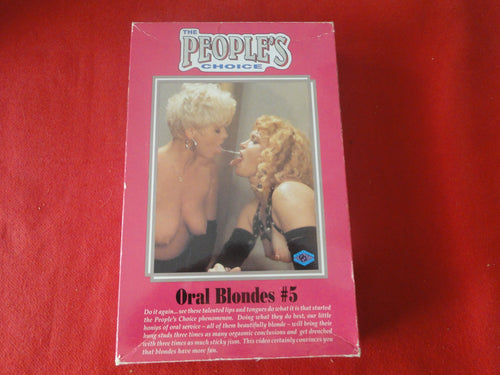 THE
PEOPLE'S
CHOICE
Oral Blondes #5
Do it again.... see these talented lips and tongues do what it is that started
the People's Choice phenomenon. Doing what they do best, our little
honies of oral service – all of them beautifully blonde – will bring their
hung studs three times as many orgasmic conclusions and get drenched
with three times as much sticky jism. This video certainly convinces you
that blondes have more fun.